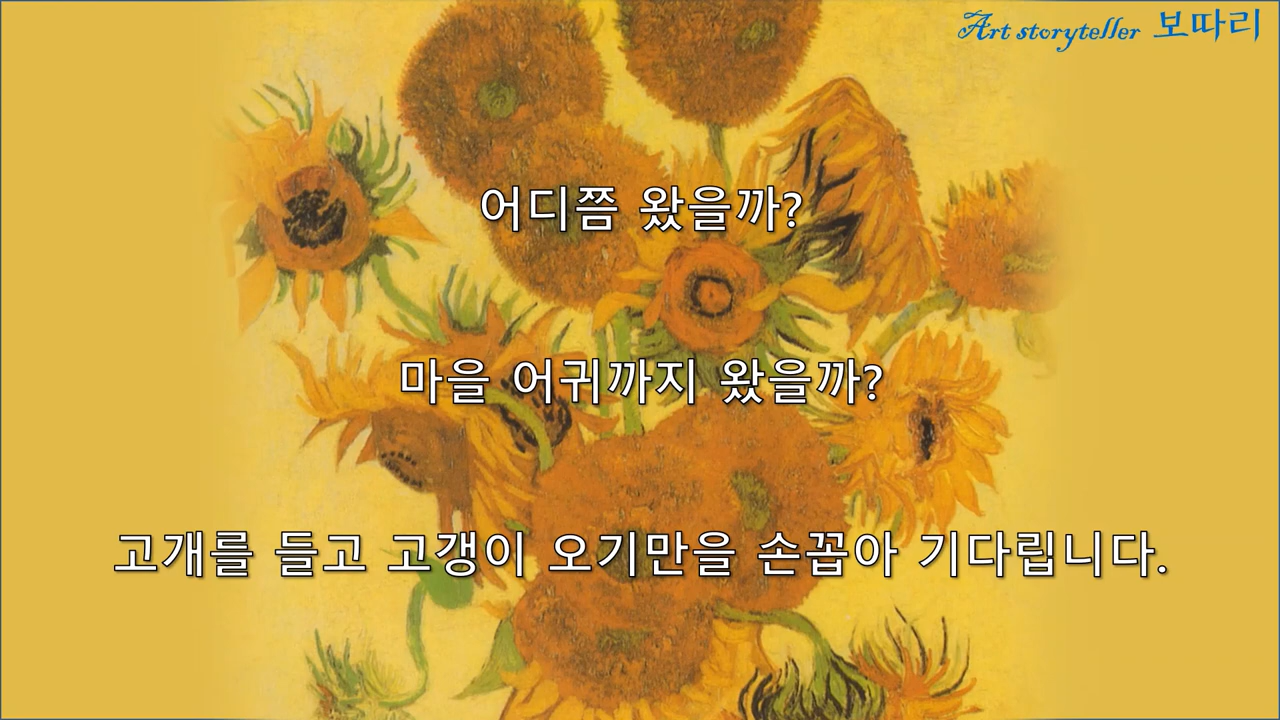 Art storyteller 보따리
어디쯤 왔을까?
마을 어귀까지 왔을까?
고개를 들고 고갱이 오기만을 손꼽아 기다립니다.